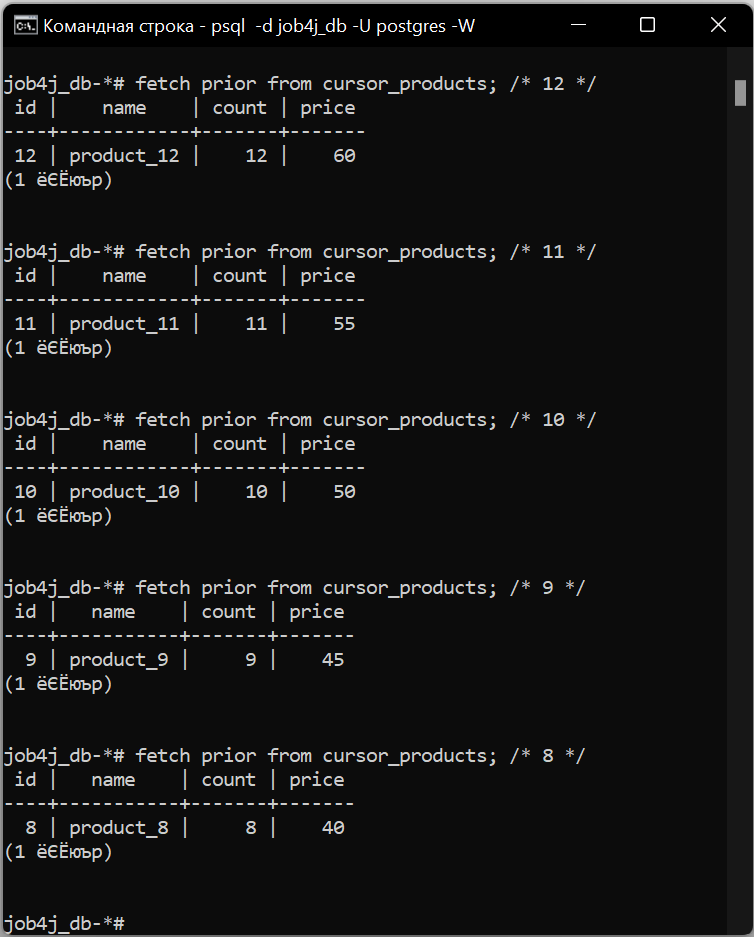 Командная строка - psql  -d job4j_db -U postgres -W
job4j_db-*# fetch prior from cursor_products; /* 12 */
 id |    name    | count | price
----+------------+-------+-------
 12 | product_12 |    12 |    60
(1 ёЄЁюър)
job4j_db-*# fetch prior from cursor_products; /* 11 */
 id |    name    | count | price
----+------------+-------+-------
 11 | product_11 |    11 |    55
(1 ёЄЁюър)
job4j_db-*# fetch prior from cursor_products; /* 10 */
 id |    name    | count | price
----+------------+-------+-------
 10 | product_10 |    10 |    50
(1 ёЄЁюър)
job4j_db-*# fetch prior from cursor_products; /* 9 */
 id |   name    | count | price
----+-----------+-------+-------
  9 | product_9 |     9 |    45
(1 ёЄЁюър)
job4j_db-*# fetch prior from cursor_products; /* 8 */
 id |   name    | count | price
----+-----------+-------+-------
  8 | product_8 |     8 |    40
(1 ёЄЁюър)
job4j_db-*#